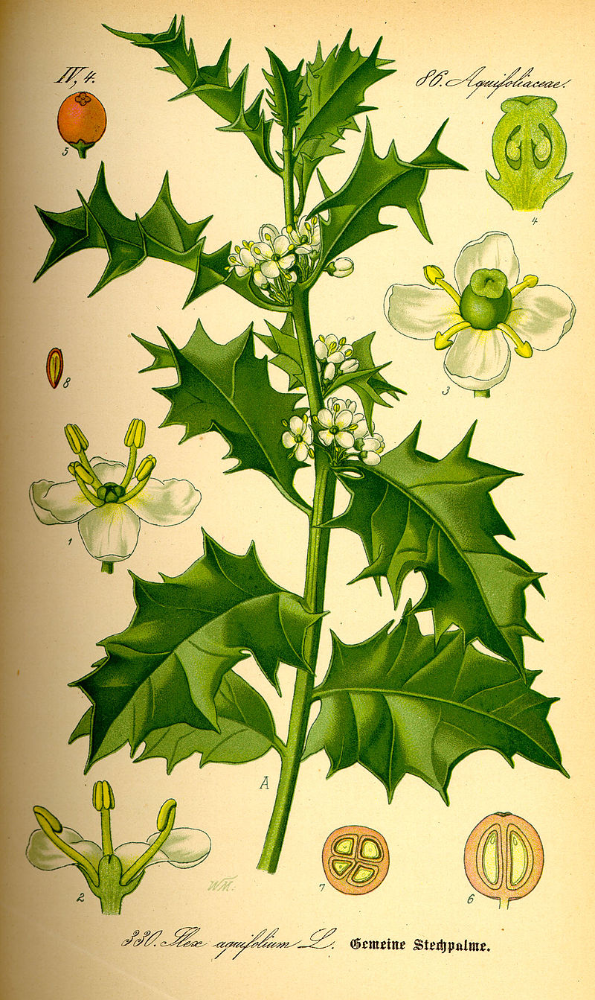 IV, 4.
86. Aquifoliaceae.
5
4
3
8
1
A
2
7
6
W.M.
330. Ilex aquifolium L. Gemeine Stechpalme.